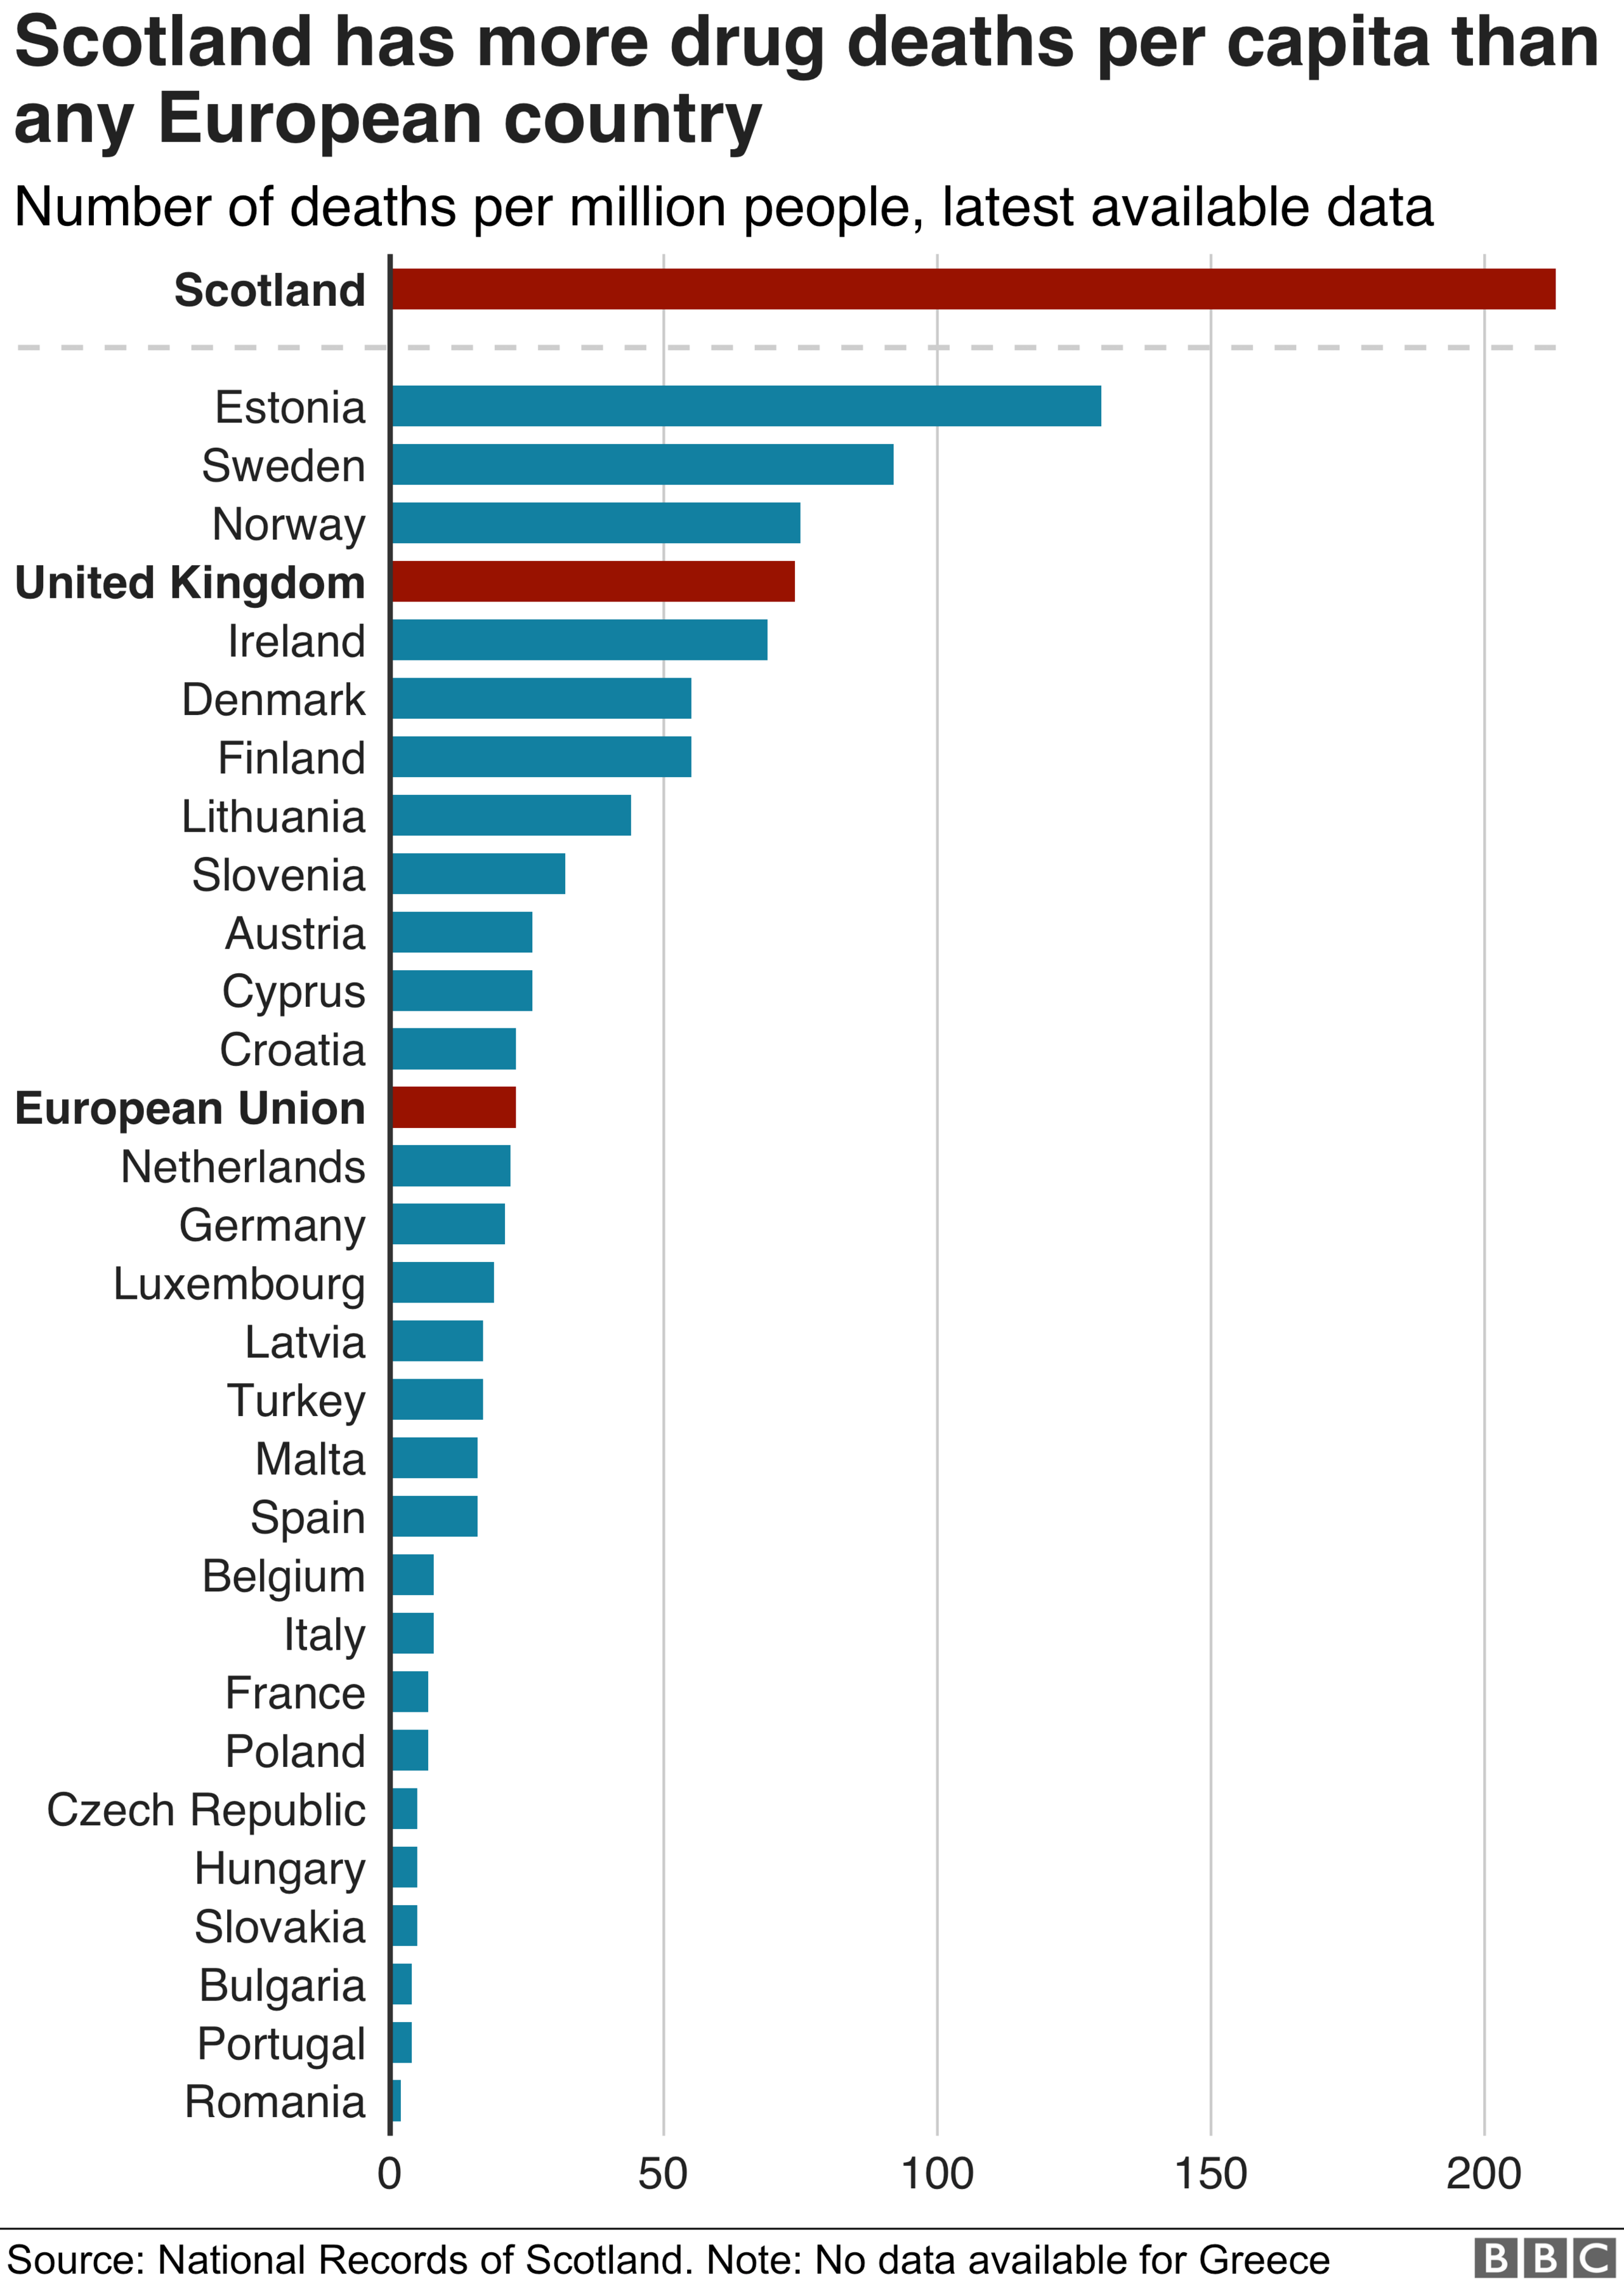 Scotland has more drug deaths per capita than
any European country
Number of deaths per million people, latest available data
Scotland
Estonia
Sweden
Norway
United Kingdom
Ireland
Denmark
Finland
Lithuania
Slovenia
Austria
Cyprus
Croatia
European Union
Netherlands
Germany
Luxembourg
Latvia
Turkey
Malta
Spain
Belgium
Italy
France
Poland
Czech Republic
Hungary
Slovakia
Bulgaria
Portugal
Romania
0 50 100 150 200
Source: National Records of Scotland. Note: No data available for Greece BBC